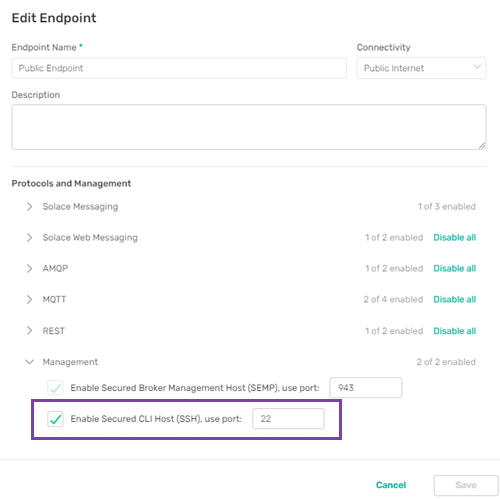 Edit Endpoint
Endpoint Name * Connectivity
Public Endpoint Public Internet
Description
Protocols and Management
Solace Messaging 1 of 3 enabled
Solace Web Messaging 1 of 2 enabled Disable all
AMQP 1 of 2 enabled Disable all
MQTT 2 of 4 enabled Disable all
REST 1 of 2 enabled Disable all
Management 2 of 2 enabled
Enable Secured Broker Management Host (SEMP), use port: 943
Enable Secured CLI Host (SSH), use port: 22
Cancel Save